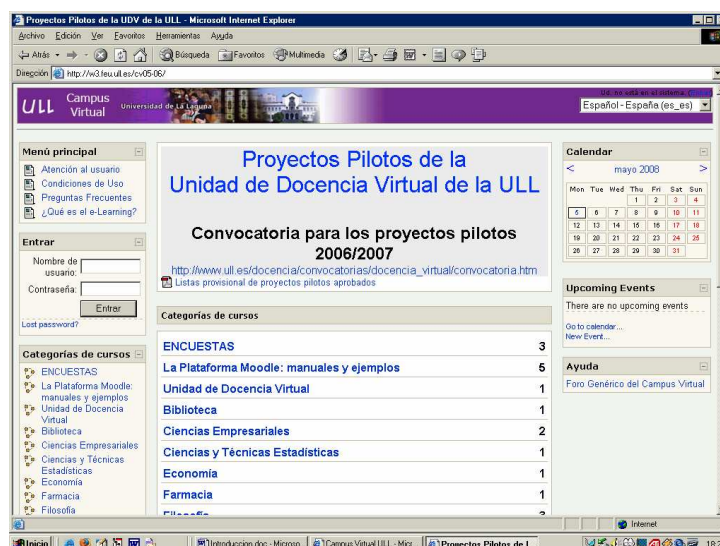 Proyectos Pilotos de la UDV de la ULL - Microsoft Internet Explorer
Archivo Edición Ver Favoritos Herramientas Ayuda
Atrás Búsqueda Favoritos Multimedia
Dirección http://w3.feu.ull.es/cv05-06/
ULL Campus Virtual Universidad de La Laguna
Ud. no está en el sistema.
Español - España (es_es)
Menú principal
Atención al usuario
Condiciones de Uso
Preguntas Frecuentes
¿Qué es el e-Learning?
Entrar
Nombre de
usuario:
Contraseña:
Entrar
Lost password?
Categorías de cursos
ENCUESTAS
La Plataforma Moodle:
manuales y ejemplos
Unidad de Docencia
Virtual
Biblioteca
Ciencias Empresariales
Ciencias y Técnicas
Estadísticas
Economía
Farmacia
Filosofía
Proyectos Pilotos de la
Unidad de Docencia Virtual de la ULL
Convocatoria para los proyectos pilotos
2006/2007
http://www.ull.es/docencia/convocatorias/docencia_virtual/convocatoria.htm
Listas provisional de proyectos pilotos aprobados
Categorías de cursos
ENCUESTAS 3
La Plataforma Moodle: manuales y ejemplos 5
Unidad de Docencia Virtual 1
Biblioteca 1
Ciencias Empresariales 2
Ciencias y Técnicas Estadísticas 1
Economía 1
Farmacia 1
Filosofía 3
Calendar
< mayo 2008 >
Mon Tue Wed Thu Fri Sat Sun
1 2 3 4
5 6 7 8 9 10 11
12 13 14 15 16 17 18
19 20 21 22 23 24 25
26 27 28 29 30 31
Upcoming Events
There are no upcoming events
Go to calendar...
New Event...
Ayuda
Foro Genérico del Campus Virtual
Internet
Inicio Introduccion.doc - Microso... Campus Virtual ULL - Micr... Proyectos Pilotos de l...